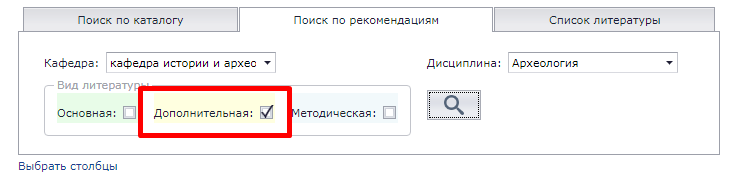 Поиск по каталогу Поиск по рекомендациям Список литературы
Кафедра: кафедра истории и архео Дисциплина: Археология
Вид литературы
Основная: Дополнительная: Методическая:
Выбрать столбцы